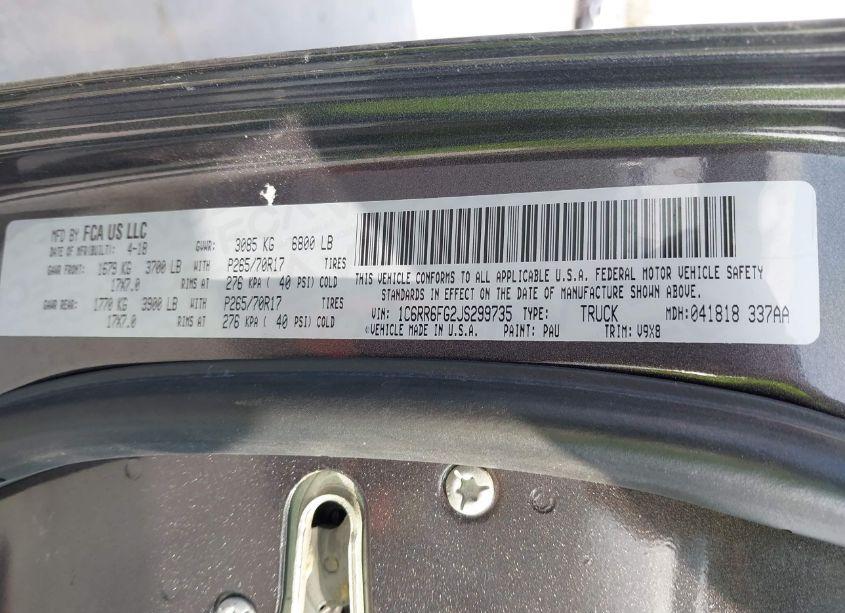 MFD BY FCA US LLC
DATE OF MFR(BUILT): 4-18 GVWR: 3085 KG 6800 LB
GAWR FRONT: 1679 KG 3700 LB WITH P265/70R17 TIRES
17X7.0 RIMS AT 276 KPA ( 40 PSI) COLD
GAWR REAR: 1770 KG 3900 LB WITH P265/70R17 TIRES
17X7.0 RIMS AT 276 KPA ( 40 PSI) COLD
THIS VEHICLE CONFORMS TO ALL APPLICABLE U.S.A. FEDERAL MOTOR VEHICLE SAFETY
STANDARDS IN EFFECT ON THE DATE OF MANUFACTURE SHOWN ABOVE.
VIN: 1C6RR6FG2JS299735 TYPE: TRUCK MDH:041818 337AA
VEHICLE MADE IN U.S.A. PAINT: PAU TRIM: V9X8